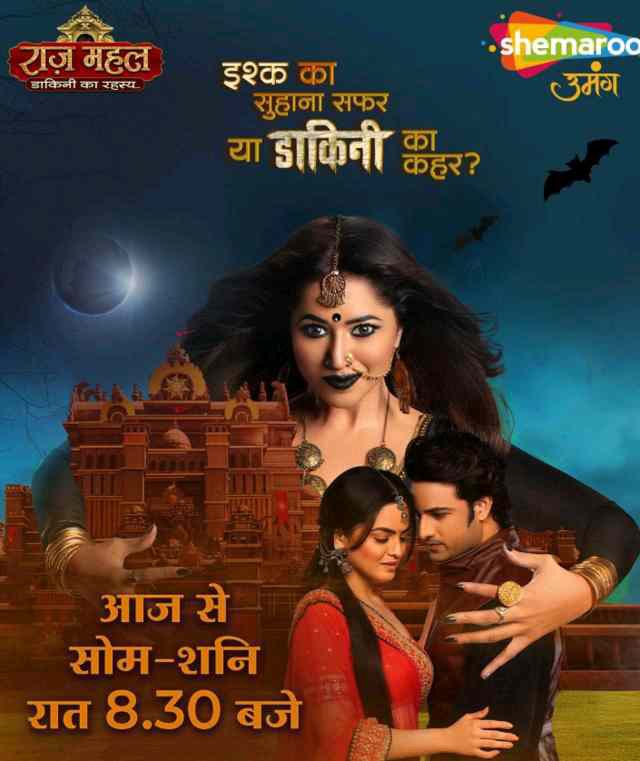 राज़ महल
डाकिनी का रहस्य
shemaroo
उमंग
इश्क का
सुहाना सफर
या डाकिनी का
कहर?
आज से
सोम-शनि
रात 8.30 बजे